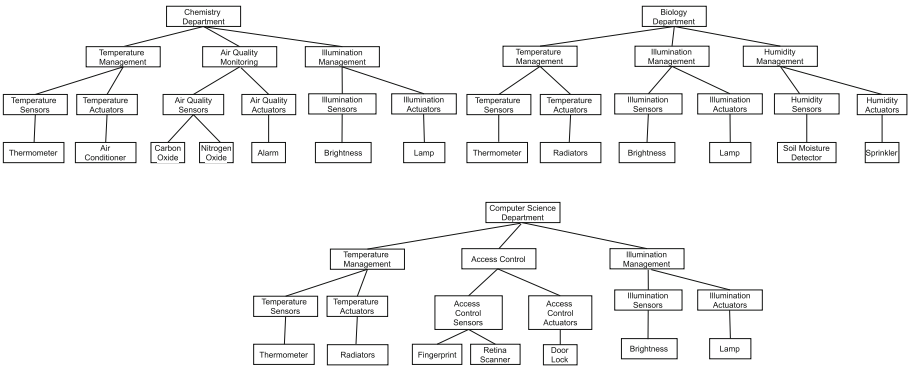 Chemistry
Department
Temperature
Management
Air Quality
Monitoring
Illumination
Management
Temperature
Sensors
Temperature
Actuators
Air Quality
Sensors
Air Quality
Actuators
Illumination
Sensors
Illumination
Actuators
Thermometer
Air
Conditioner
Carbon
Oxide
Nitrogen
Oxide
Alarm
Brightness
Lamp
Biology
Department
Temperature
Management
Illumination
Management
Humidity
Management
Temperature
Sensors
Temperature
Actuators
Illumination
Sensors
Illumination
Actuators
Humidity
Sensors
Humidity
Actuators
Thermometer
Radiators
Brightness
Lamp
Soil Moisture
Detector
Sprinkler
Computer Science
Department
Temperature
Management
Access Control
Illumination
Management
Temperature
Sensors
Temperature
Actuators
Access
Control
Sensors
Access
Control
Actuators
Illumination
Sensors
Illumination
Actuators
Thermometer
Radiators
Fingerprint
Retina
Scanner
Door
Lock
Brightness
Lamp